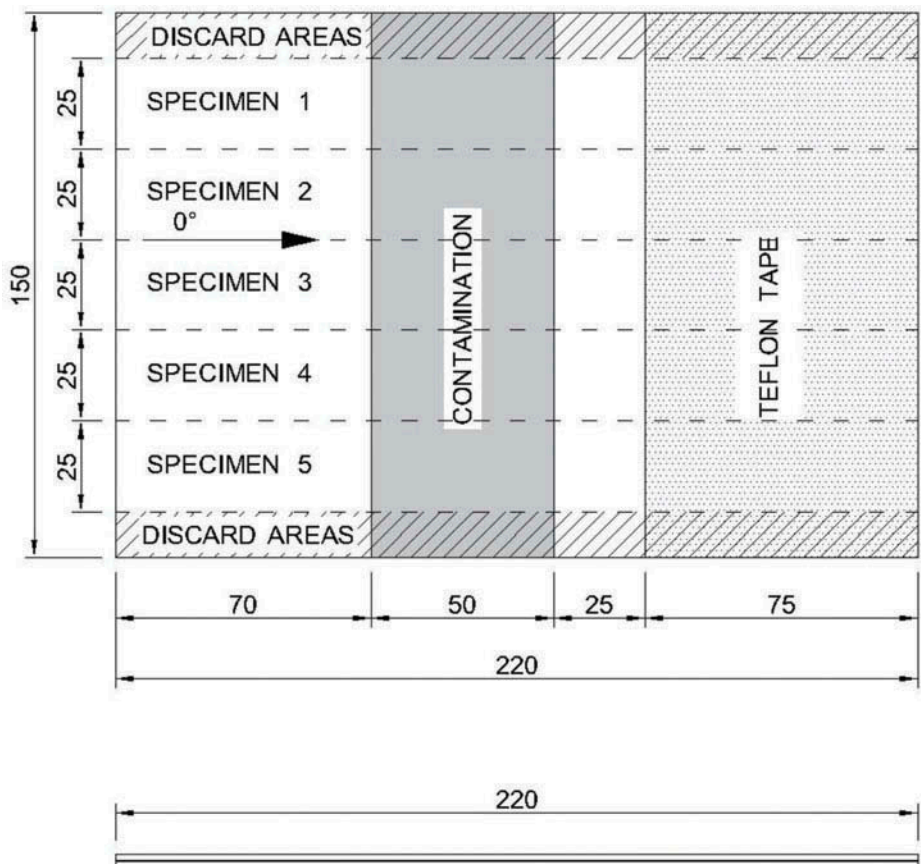 DISCARD AREAS
25
SPECIMEN 1
25
SPECIMEN 2
0°
150
25
SPECIMEN 3
CONTAMINATION
TEFLON TAPE
25
SPECIMEN 4
25
SPECIMEN 5
DISCARD AREAS
70
50
25
75
220
220